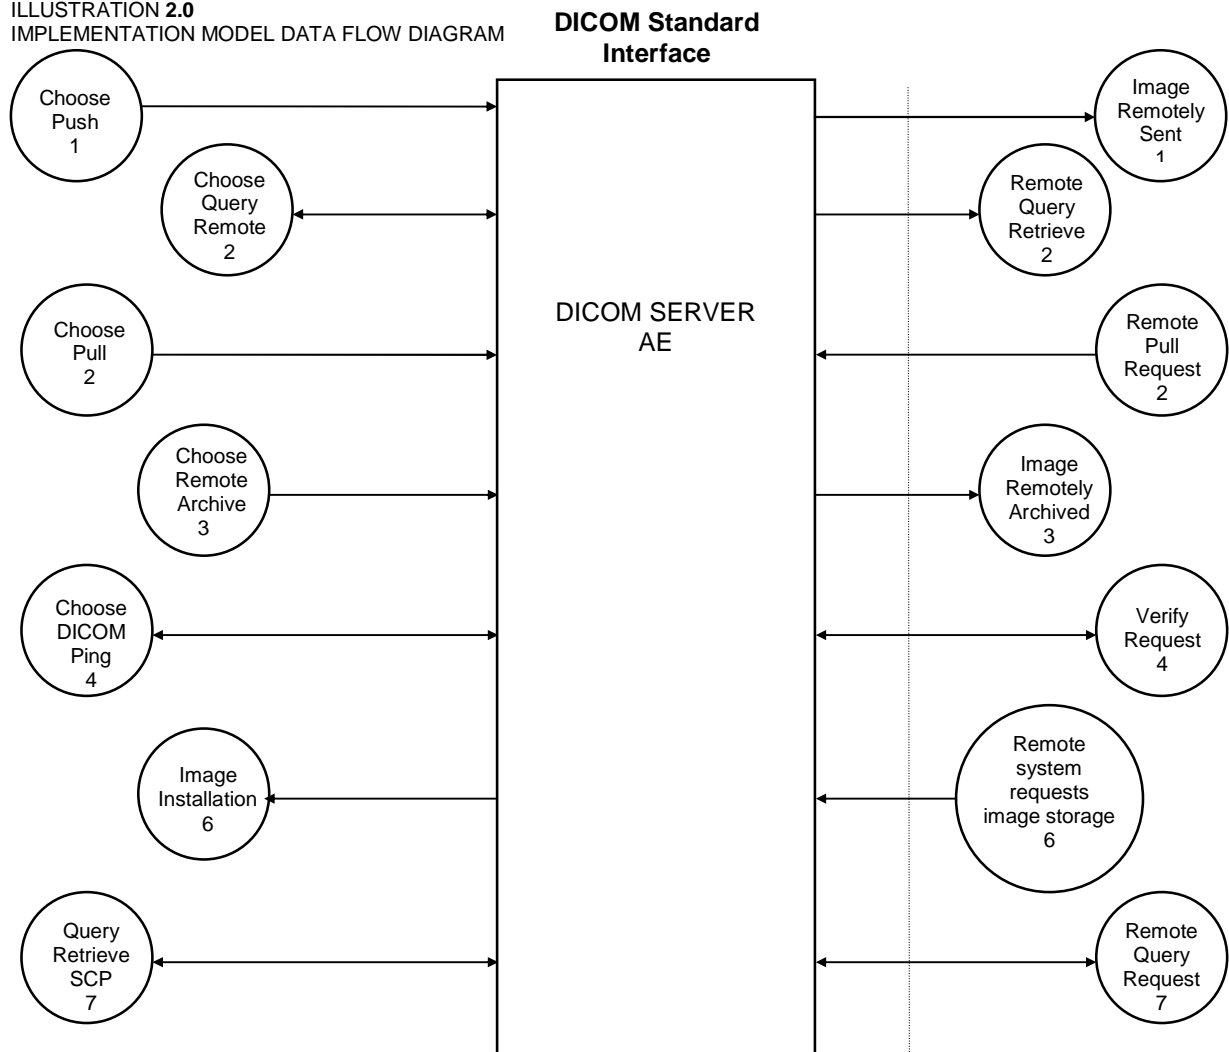 ILLUSTRATION 2.0
IMPLEMENTATION MODEL DATA FLOW DIAGRAM
DICOM Standard
Interface
Choose
Push
1
Image
Remotely
Sent
1
Choose
Query
Remote
2
Remote
Query
Retrieve
2
DICOM SERVER
AE
Choose
Pull
2
Remote
Pull
Request
2
Choose
Remote
Archive
3
Image
Remotely
Archived
3
Choose
DICOM
Ping
4
Verify
Request
4
Image
Installation
6
Remote
system
requests
image storage
6
Query
Retrieve
SCP
7
Remote
Query
Request
7